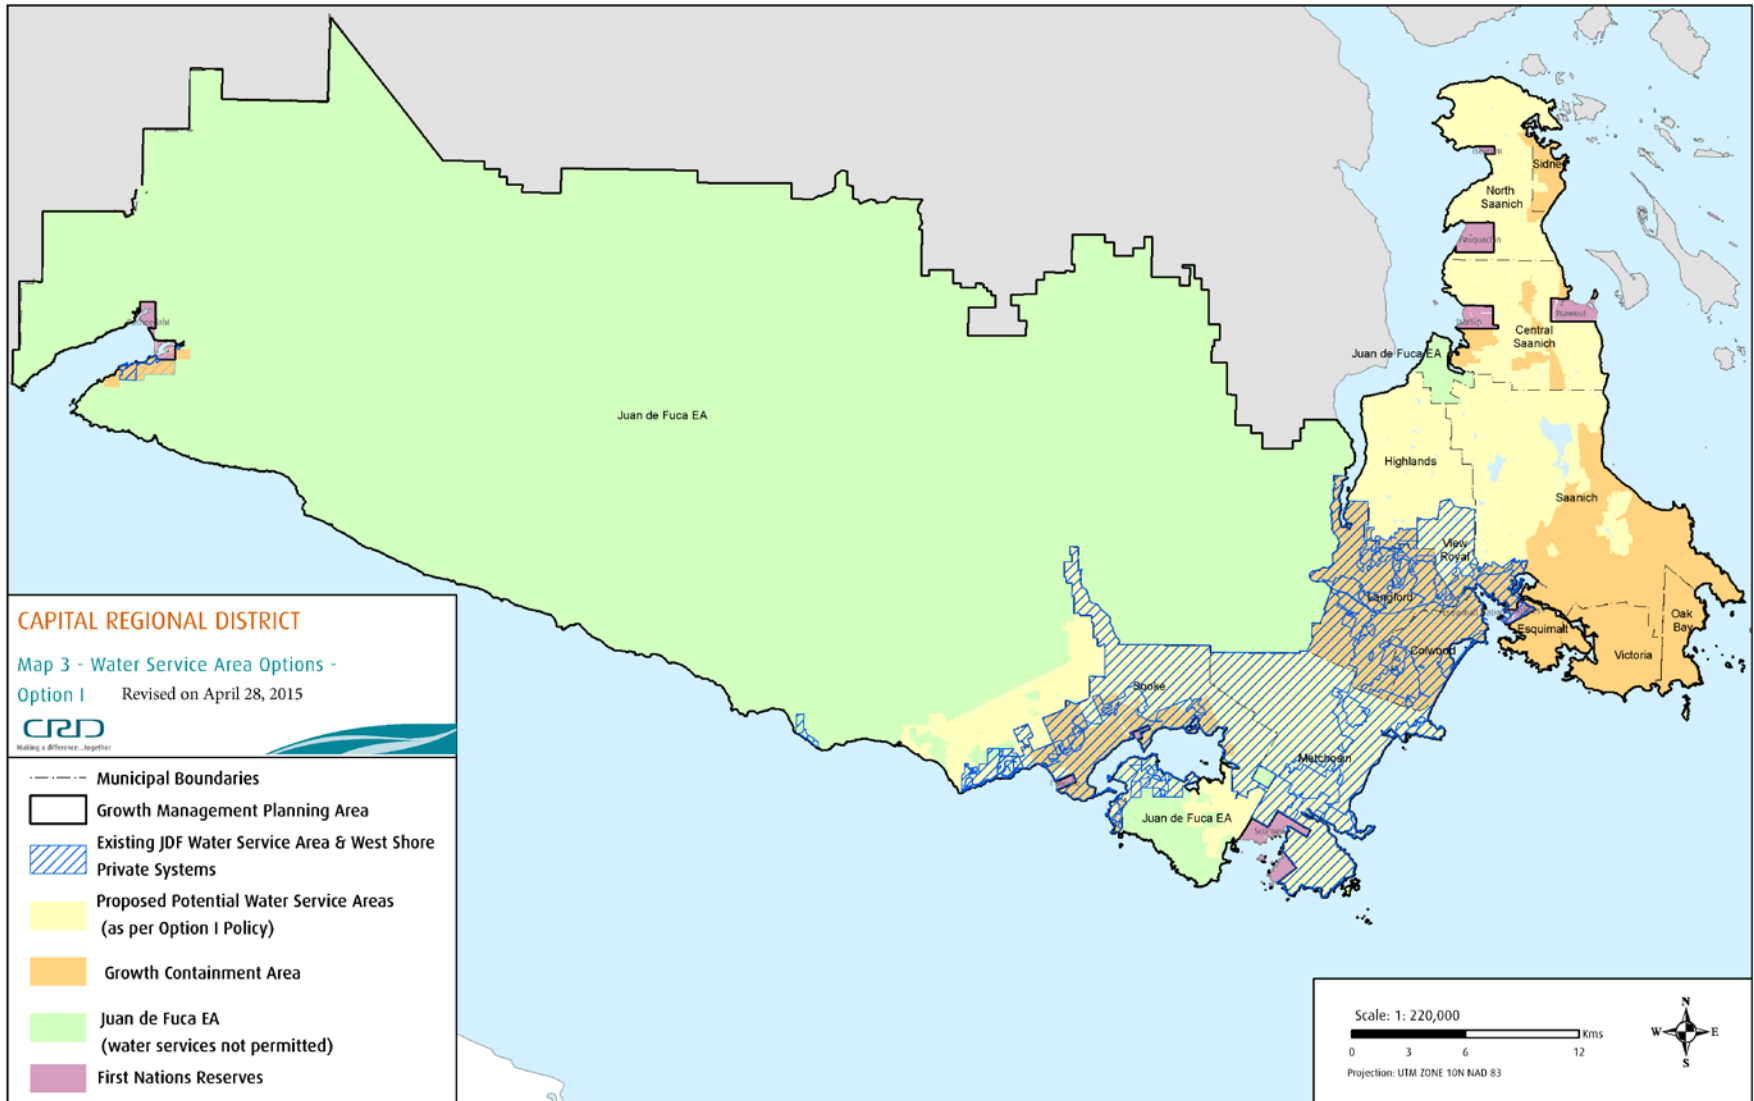 Sidney
North
Saanich
Central
Saanich
Juan de Fuca EA
Juan de Fuca EA
Highlands
Saanich
View
Royal
Langford
Oak
Bay
Esquimalt
Colwood
Victoria
Sooke
Metchosin
Juan de Fuca EA
CAPITAL REGIONAL DISTRICT
Map 3 - Water Service Area Options -
Option I Revised on April 28, 2015
CRD
Making a difference...together
Municipal Boundaries
Growth Management Planning Area
Existing JDF Water Service Area & West Shore
Private Systems
Proposed Potential Water Service Areas
(as per Option I Policy)
Growth Containment Area
Juan de Fuca EA
(water services not permitted)
First Nations Reserves
Scale: 1: 220,000
Kms
0 3 6 12
Projection: UTM ZONE 10N NAD 83
N
W E
S